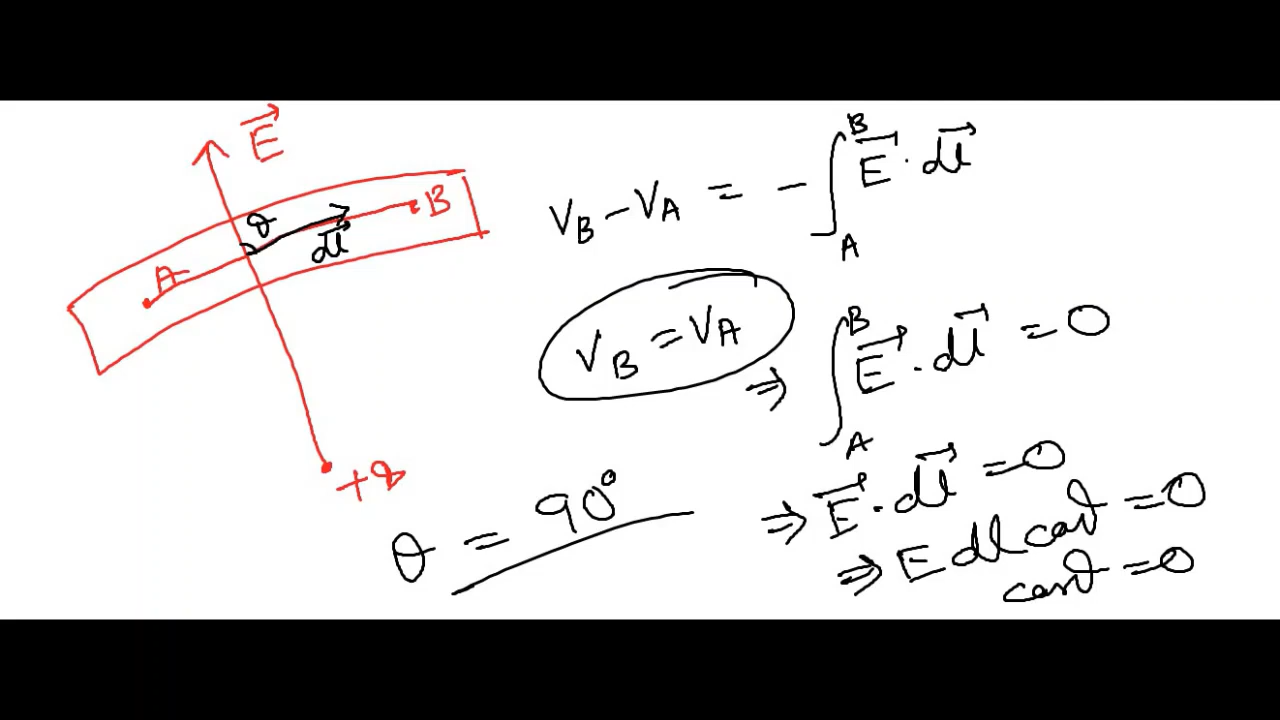 E⃗
θ
B
dl⃗
A
+q
V_B - V_A = - ∫_A^B E⃗ · dl⃗
V_B = V_A
⇒ ∫_A^B E⃗ · dl⃗ = 0
⇒ E⃗ · dl⃗ = 0
⇒ E dl cosθ = 0
cosθ = 0
θ = 90°